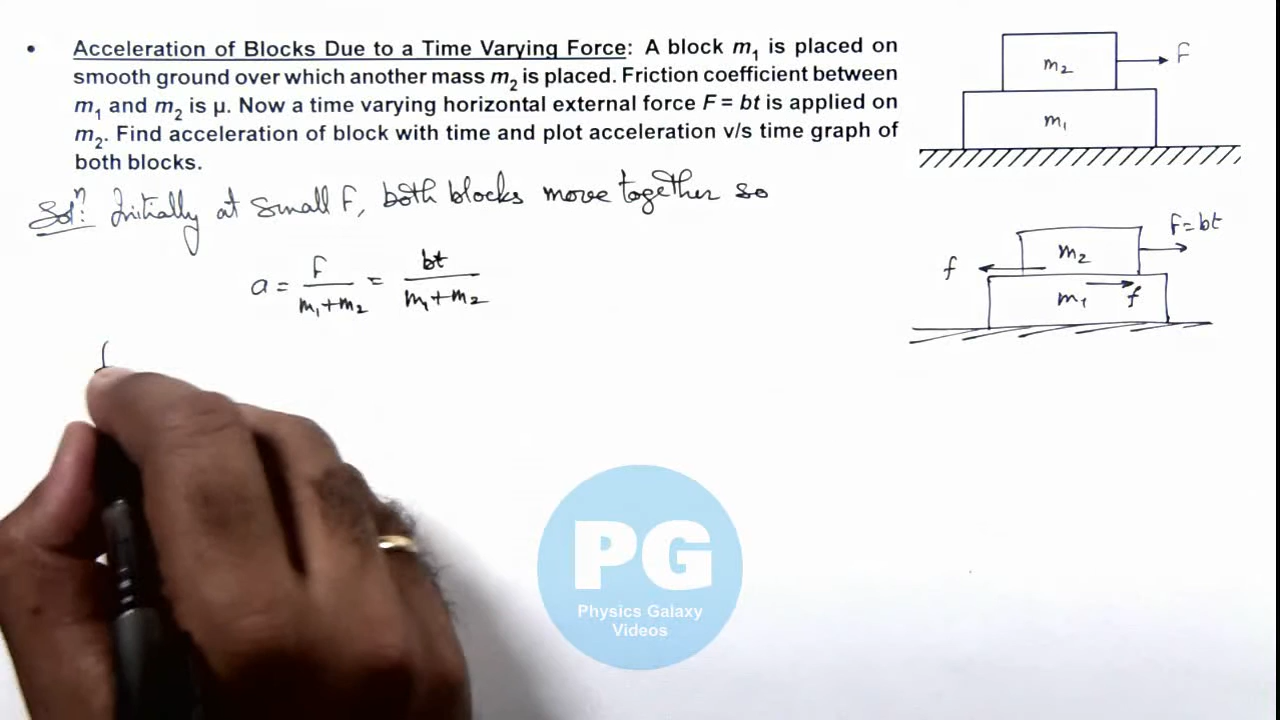 • Acceleration of Blocks Due to a Time Varying Force: A block m₁ is placed on
smooth ground over which another mass m₂ is placed. Friction coefficient between
m₁ and m₂ is μ. Now a time varying horizontal external force F = bt is applied on
m₂. Find acceleration of block with time and plot acceleration v/s time graph of
both blocks.
m₂ F
m₁
Solⁿ: Initially at small F, both blocks move together so
a = F/(m₁+m₂) = bt/(m₁+m₂)
F=bt
f m₂
m₁ f
PG
Physics Galaxy
Videos